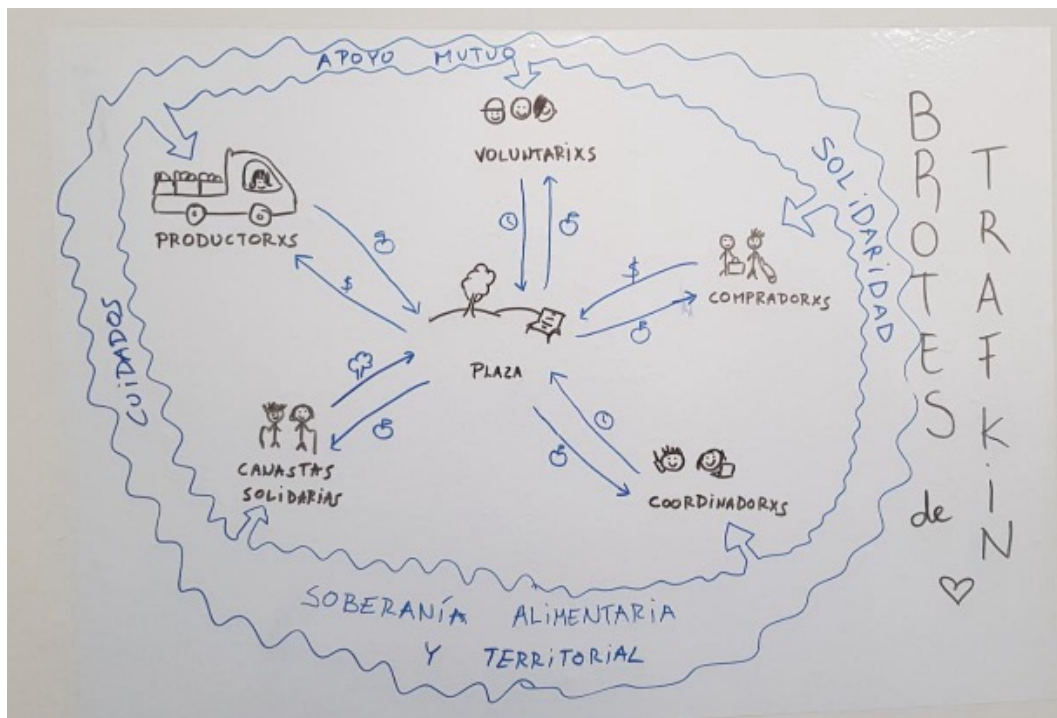 APOYO MUTUO
VOLUNTARIXS
PRODUCTORXS
$
SOLIDARIDAD
$
COMPRADORXS
PLAZA
CUIDADOS
CANASTAS
SOLIDARIAS
COORDINADORXS
SOBERANÍA ALIMENTARIA
Y TERRITORIAL
BROTES de
TRAFKIN